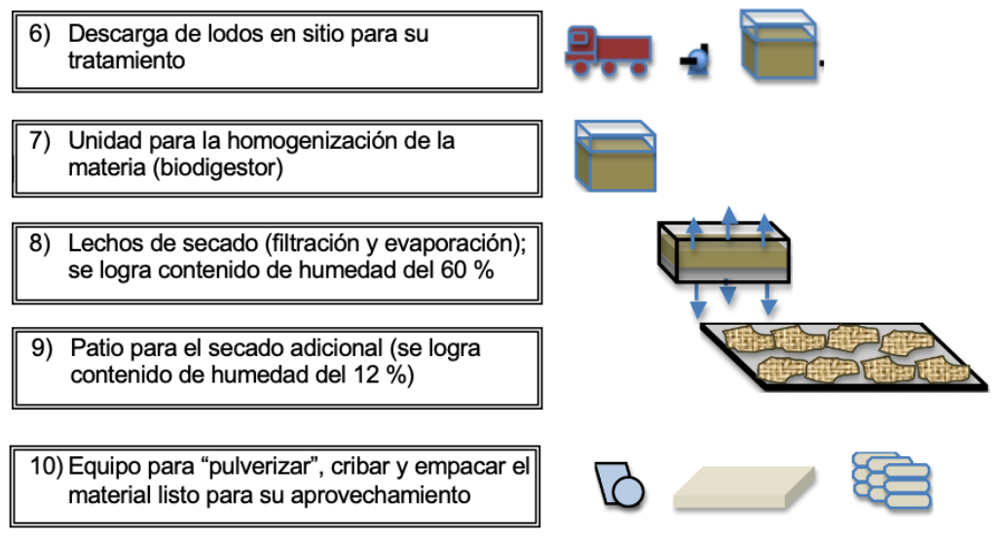 6) Descarga de lodos en sitio para su
tratamiento
7) Unidad para la homogenización de la
materia (biodigestor)
8) Lechos de secado (filtración y evaporación);
se logra contenido de humedad del 60 %
9) Patio para el secado adicional (se logra
contenido de humedad del 12 %)
10) Equipo para “pulverizar”, cribar y empacar el
material listo para su aprovechamiento